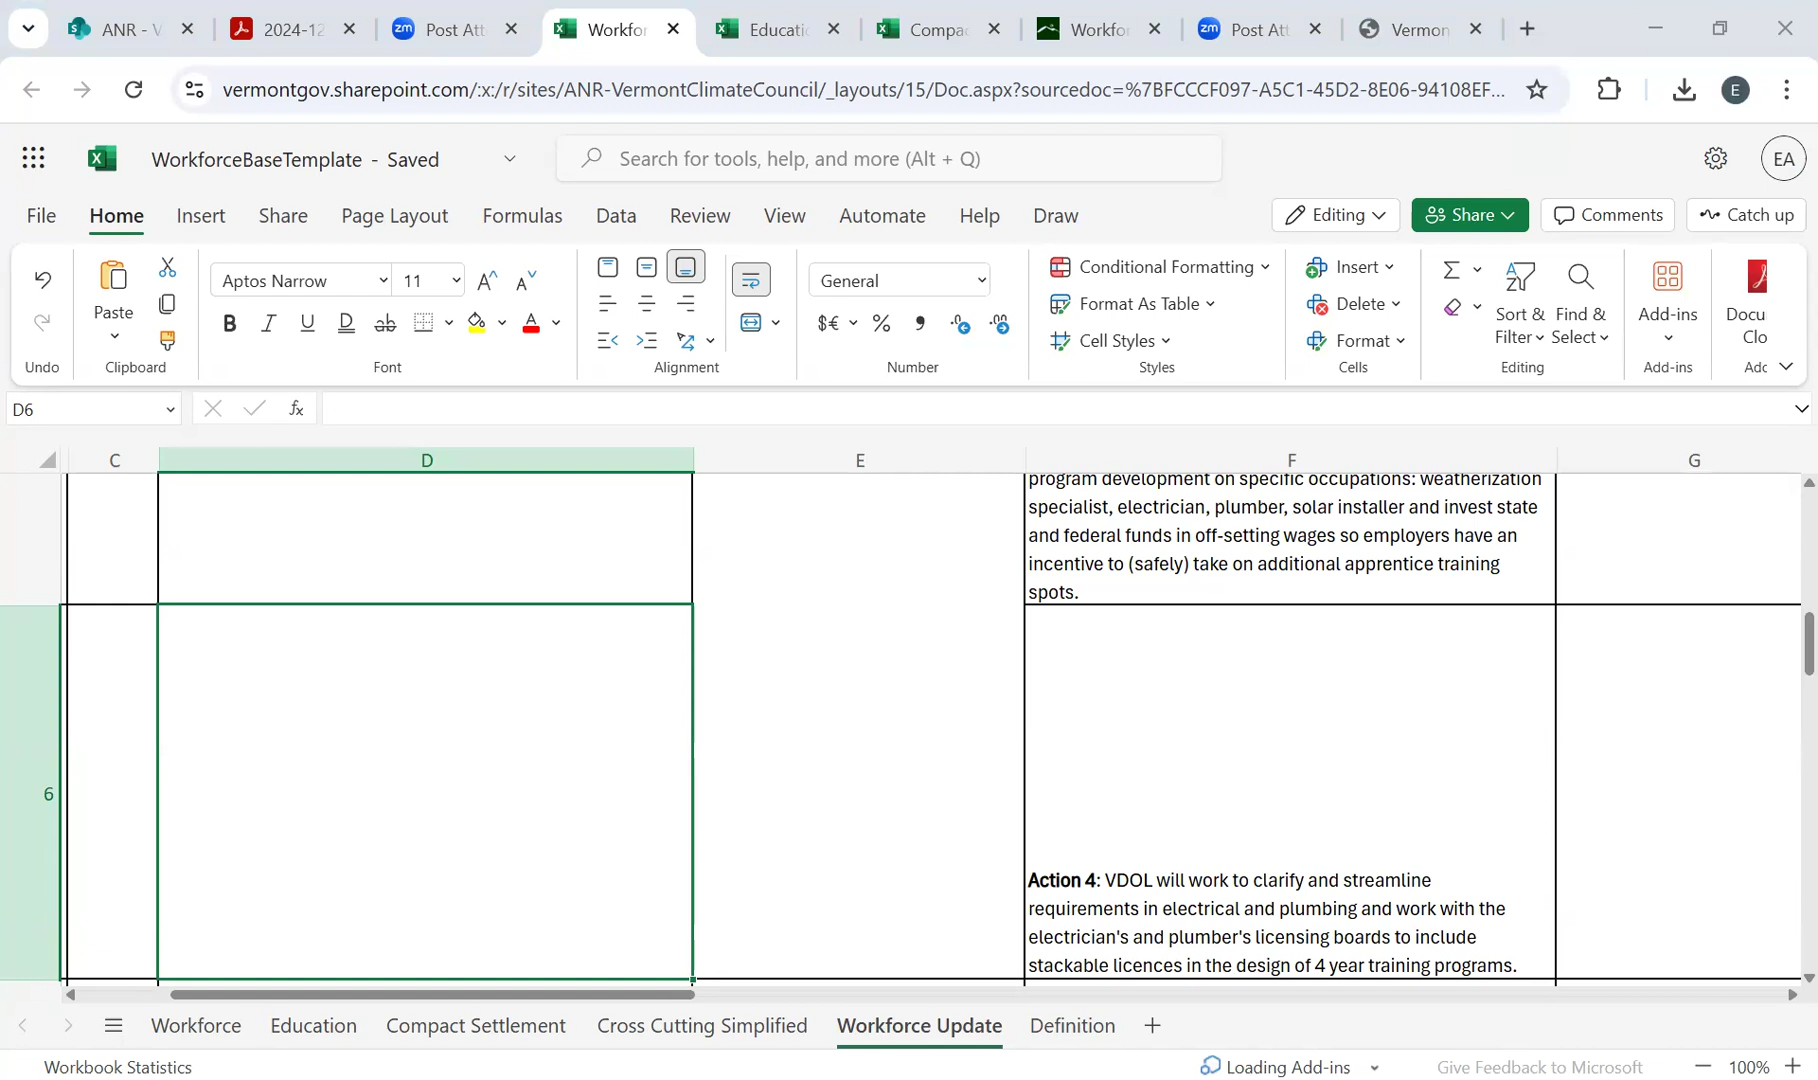 ANR - V
2024-12
Post Att
Workfor
Educatio
Compac
Workfor
Post Att
Vermon
vermontgov.sharepoint.com/:x:/r/sites/ANR-VermontClimateCouncil/_layouts/15/Doc.aspx?sourcedoc=%7BFCCCF097-A5C1-45D2-8E06-94108EF...
E
WorkforceBaseTemplate - Saved
Search for tools, help, and more (Alt + Q)
EA
File Home Insert Share Page Layout Formulas Data Review View Automate Help Draw
Editing Share Comments Catch up
Paste
Aptos Narrow 11
General
Conditional Formatting
Format As Table
Cell Styles
Insert
Delete
Format
Sort & Filter
Find & Select
Add-ins
Docu
Clo
Undo Clipboard Font Alignment Number Styles Cells Editing Add-ins Adc
D6
fx
C D E F G
program development on specific occupations: weatherization
specialist, electrician, plumber, solar installer and invest state
and federal funds in off-setting wages so employers have an
incentive to (safely) take on additional apprentice training
spots.
6
Action 4: VDOL will work to clarify and streamline
requirements in electrical and plumbing and work with the
electrician's and plumber's licensing boards to include
stackable licences in the design of 4 year training programs.
Workforce Education Compact Settlement Cross Cutting Simplified Workforce Update Definition
Workbook Statistics
Loading Add-ins
Give Feedback to Microsoft
100%